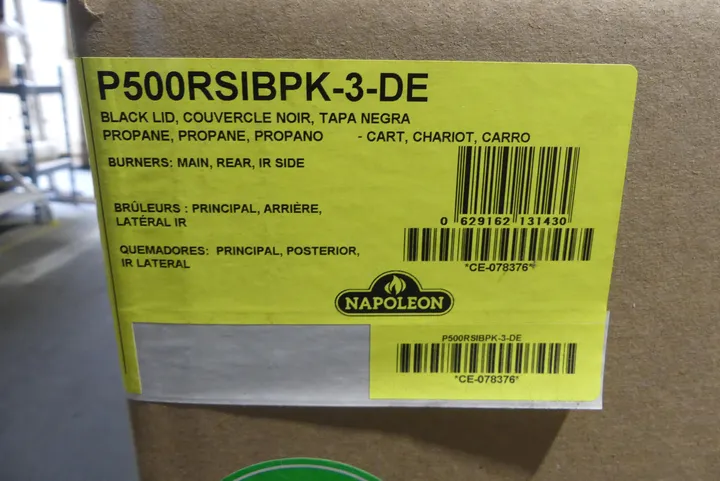 P500RSIBPK-3-DE
BLACK LID, COUVERCLE NOIR, TAPA NEGRA
PROPANE, PROPANE, PROPANO - CART, CHARIOT, CARRO
BURNERS: MAIN, REAR, IR SIDE
0 629162 131430
BRÛLEURS : PRINCIPAL, ARRIÈRE,
LATÉRAL IR
*CE-078376*
QUEMADORES: PRINCIPAL, POSTERIOR,
IR LATERAL
NAPOLEON
P500RSIBPK-3-DE
*CE-078376*